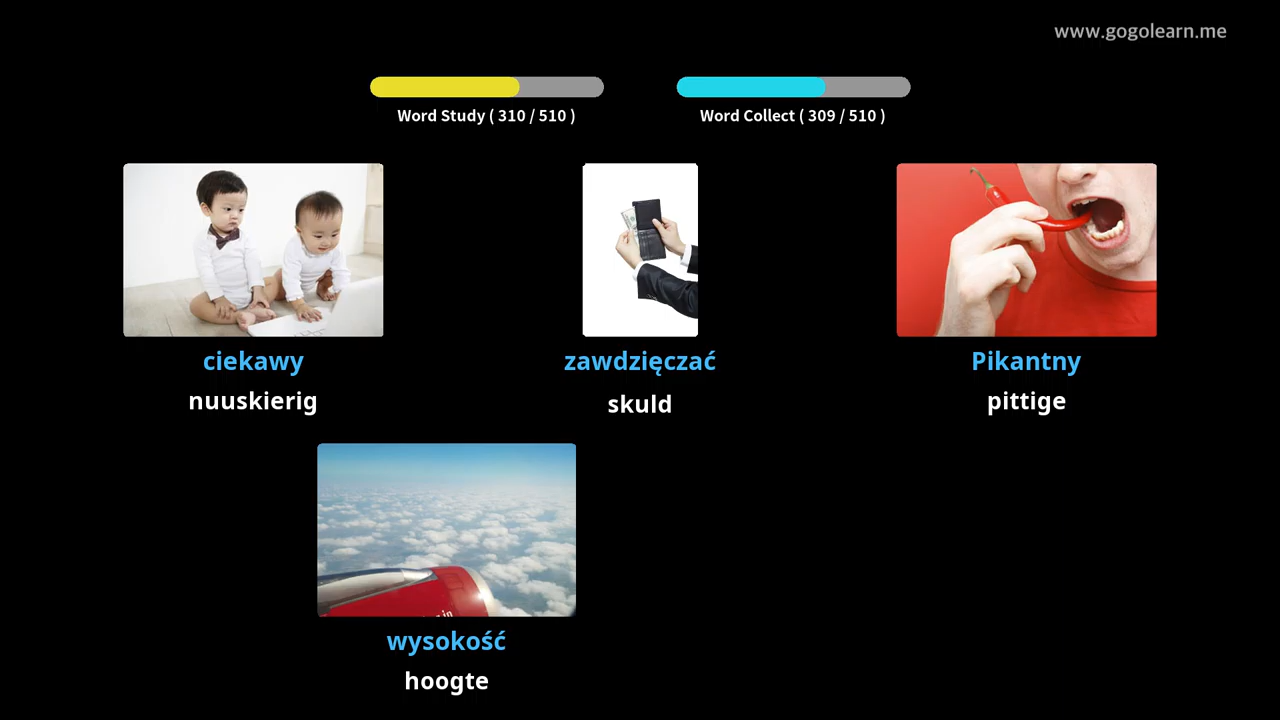 www.gogolearn.me
Word Study ( 310 / 510 )
Word Collect ( 309 / 510 )
ciekawy
zawdzięczać
Pikantny
nuuskierig
skuld
pittige
wysokość
hoogte